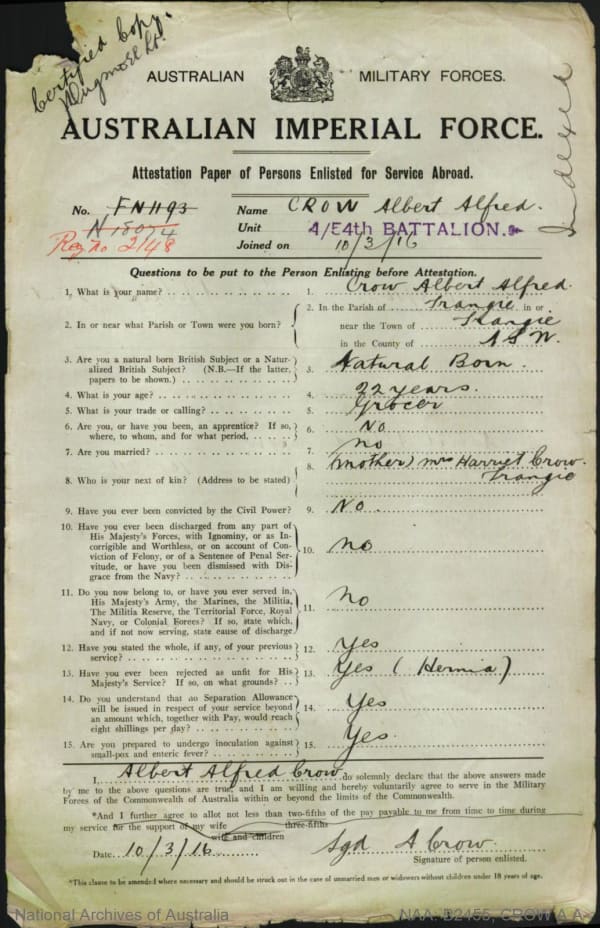 Certified Copy.
AUSTRALIAN MILITARY FORCES.
AUSTRALIAN IMPERIAL FORCE.
Indexed
Attestation Paper of Persons Enlisted for Service Abroad.
No. FN1193 Name CROW Albert Alfred.
N18074 Unit 4/54th BATTALION.
Reg no 2148 Joined on 10/3/16
Questions to be put to the Person Enlisting before Attestation.
1. What is your name? 1. Crow Albert Alfred.
2. In or near what Parish or Town were you born? 2. In the Parish of Trangie in or
near the Town of Trangie
in the County of N S W.
3. Are you a natural born British Subject or a Natur-
alized British Subject? (N.B.—If the latter,
papers to be shown.) 3. Natural Born.
4. What is your age? 4. 22 years.
5. What is your trade or calling? 5. Grocer
6. Are you, or have you been, an apprentice? If so,
where, to whom, and for what period, 6. No
7. Are you married? 7. No
8. Who is your next of kin? (Address to be stated) 8. (Mother) Mrs Harriet Crow.
Trangie
9. Have you ever been convicted by the Civil Power? 9. No.
10. Have you ever been discharged from any part of
His Majesty's Forces, with Ignominy, or as In-
corrigible and Worthless, or on account of Con-
viction of Felony, or of a Sentence of Penal Ser-
vitude, or have you been dismissed with Dis-
grace from the Navy? 10. No
11. Do you now belong to, or have you ever served in,
His Majesty's Army, the Marines, the Militia,
The Militia Reserve, the Territorial Force, Royal
Navy, or Colonial Forces? If so, state which,
and if not now serving, state cause of discharge 11. No
12. Have you stated the whole, if any, of your previous
service? 12. Yes
13. Have you ever been rejected as unfit for His
Majesty's Service? If so, on what grounds? 13. Yes (Hernia)
14. Do you understand that no Separation Allowance
will be issued in respect of your service beyond
an amount which, together with Pay, would reach
eight shillings per day? 14. Yes
15. Are you prepared to undergo inoculation against
small-pox and enteric fever? 15. Yes.
I, Albert Alfred Crow do solemnly declare that the above answers made
by me to the above questions are true, and I am willing and hereby voluntarily agree to serve in the Military
Forces of the Commonwealth of Australia within or beyond the limits of the Commonwealth.
*And I further agree to allot not less than two-fifths of the pay payable to me from time to time during
three-fifths
my service for the support of my wife
wife and children
Date 10/3/16 Sgd A Crow.
Signature of person enlisted.
*This clause to be amended where necessary and should be struck out in the case of unmarried men or widowers without children under 18 years of age.
National Archives of Australia NAA: B2455, CROW A A